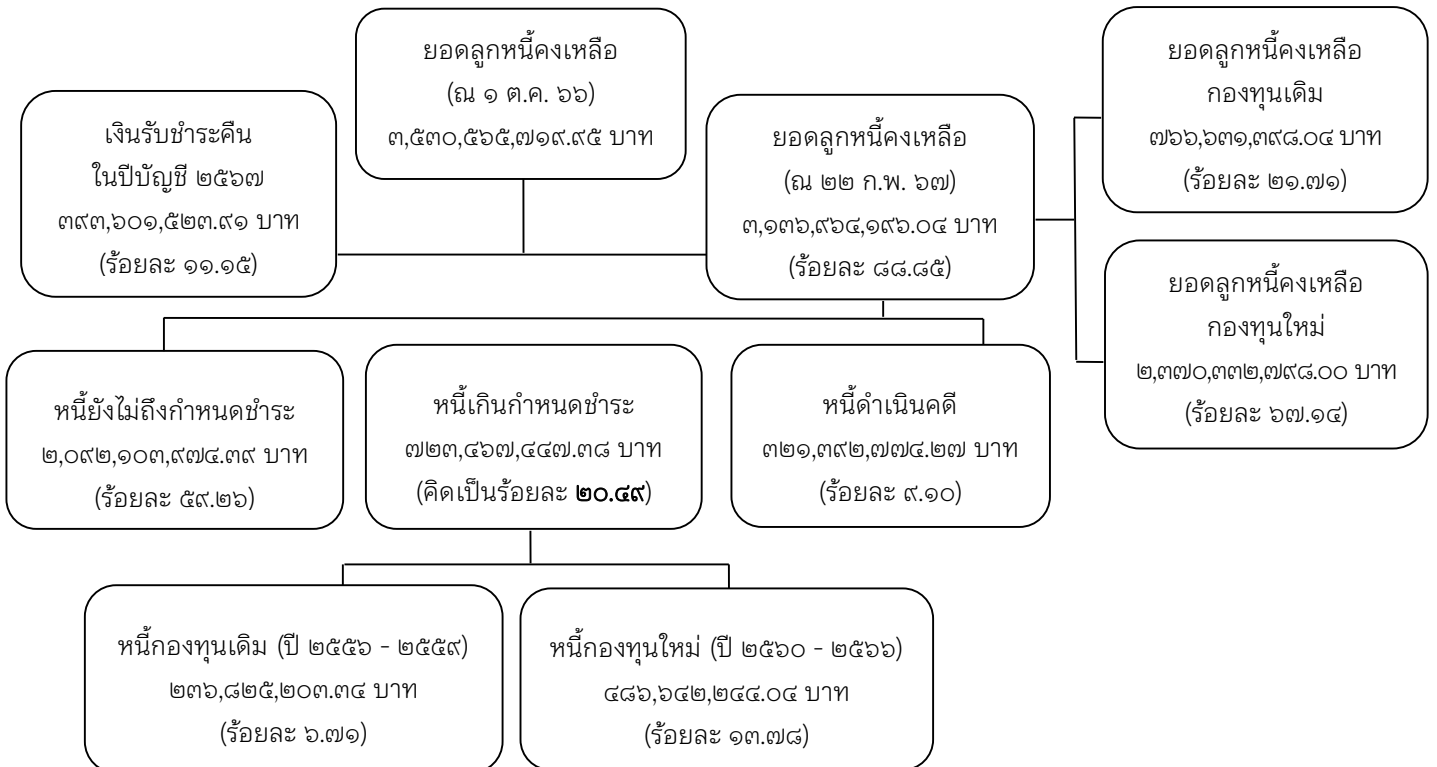 ยอดลูกหนี้คงเหลือ
(ณ ๑ ต.ค. ๖๖)
๓,๕๓๐,๕๖๕,๗๑๙.๙๕ บาท
เงินรับชำระคืน
ในปีบัญชี ๒๕๖๗
๓๙๓,๖๐๑,๕๒๓.๙๑ บาท
(ร้อยละ ๑๑.๑๕)
ยอดลูกหนี้คงเหลือ
(ณ ๒๒ ก.พ. ๖๗)
๓,๑๓๖,๙๖๔,๑๙๖.๐๔ บาท
(ร้อยละ ๘๘.๘๕)
ยอดลูกหนี้คงเหลือ
กองทุนเดิม
๗๖๖,๖๓๑,๓๙๘.๐๔ บาท
(ร้อยละ ๒๑.๗๑)
ยอดลูกหนี้คงเหลือ
กองทุนใหม่
๒,๓๗๐,๓๓๒,๗๙๘.๐๐ บาท
(ร้อยละ ๖๗.๑๔)
หนี้ยังไม่ถึงกำหนดชำระ
๒,๐๙๒,๑๐๓,๙๗๔.๓๙ บาท
(ร้อยละ ๕๙.๒๖)
หนี้เกินกำหนดชำระ
๗๒๓,๔๖๗,๔๔๗.๓๘ บาท
(คิดเป็นร้อยละ ๒๐.๔๙)
หนี้ดำเนินคดี
๓๒๑,๓๙๒,๗๗๔.๒๗ บาท
(ร้อยละ ๙.๑๐)
หนี้กองทุนเดิม (ปี ๒๕๕๖ - ๒๕๕๙)
๒๓๖,๘๒๕,๒๐๓.๓๔ บาท
(ร้อยละ ๖.๗๑)
หนี้กองทุนใหม่ (ปี ๒๕๖๐ - ๒๕๖๖)
๔๘๖,๖๔๒,๒๔๔.๐๔ บาท
(ร้อยละ ๑๓.๗๘)